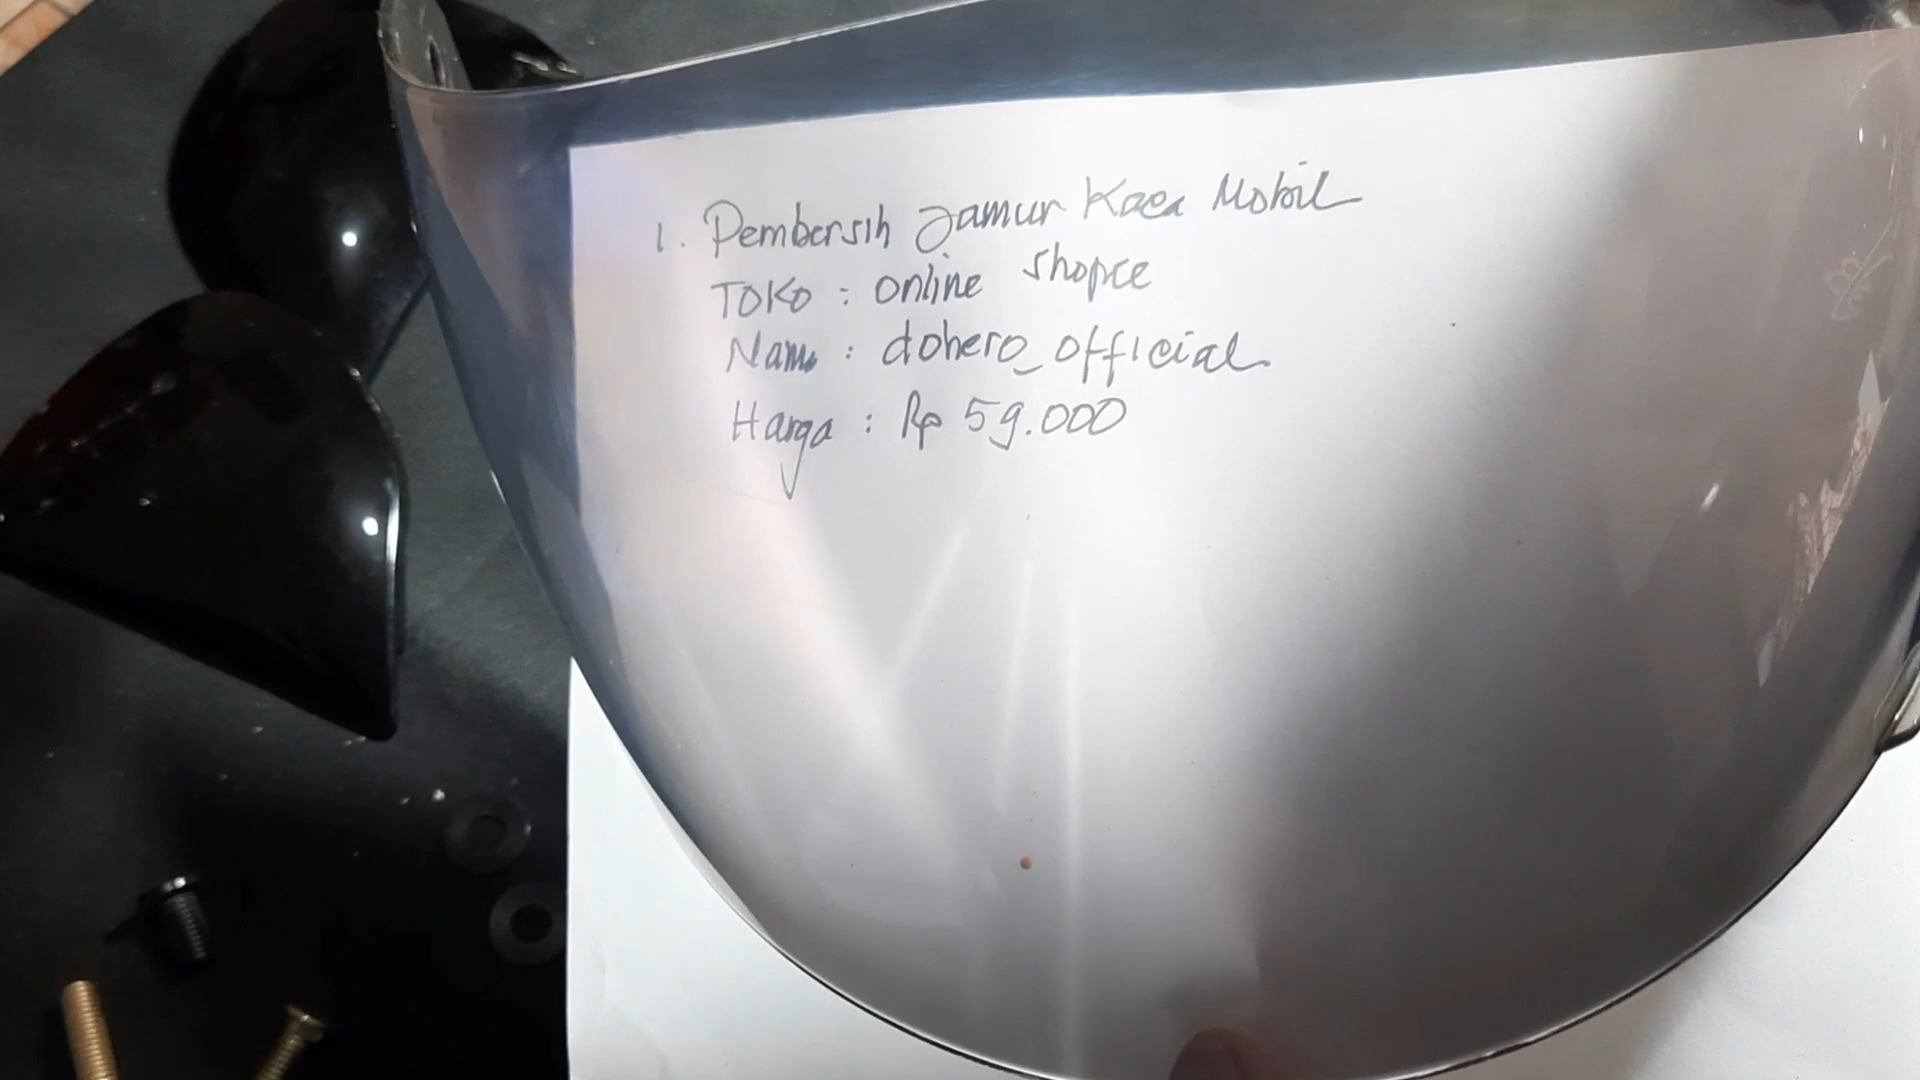 1. Pembersih Jamur Kaca Mobil
Toko : online Shopee
Nama : dohero_official
Harga : Rp 59.000